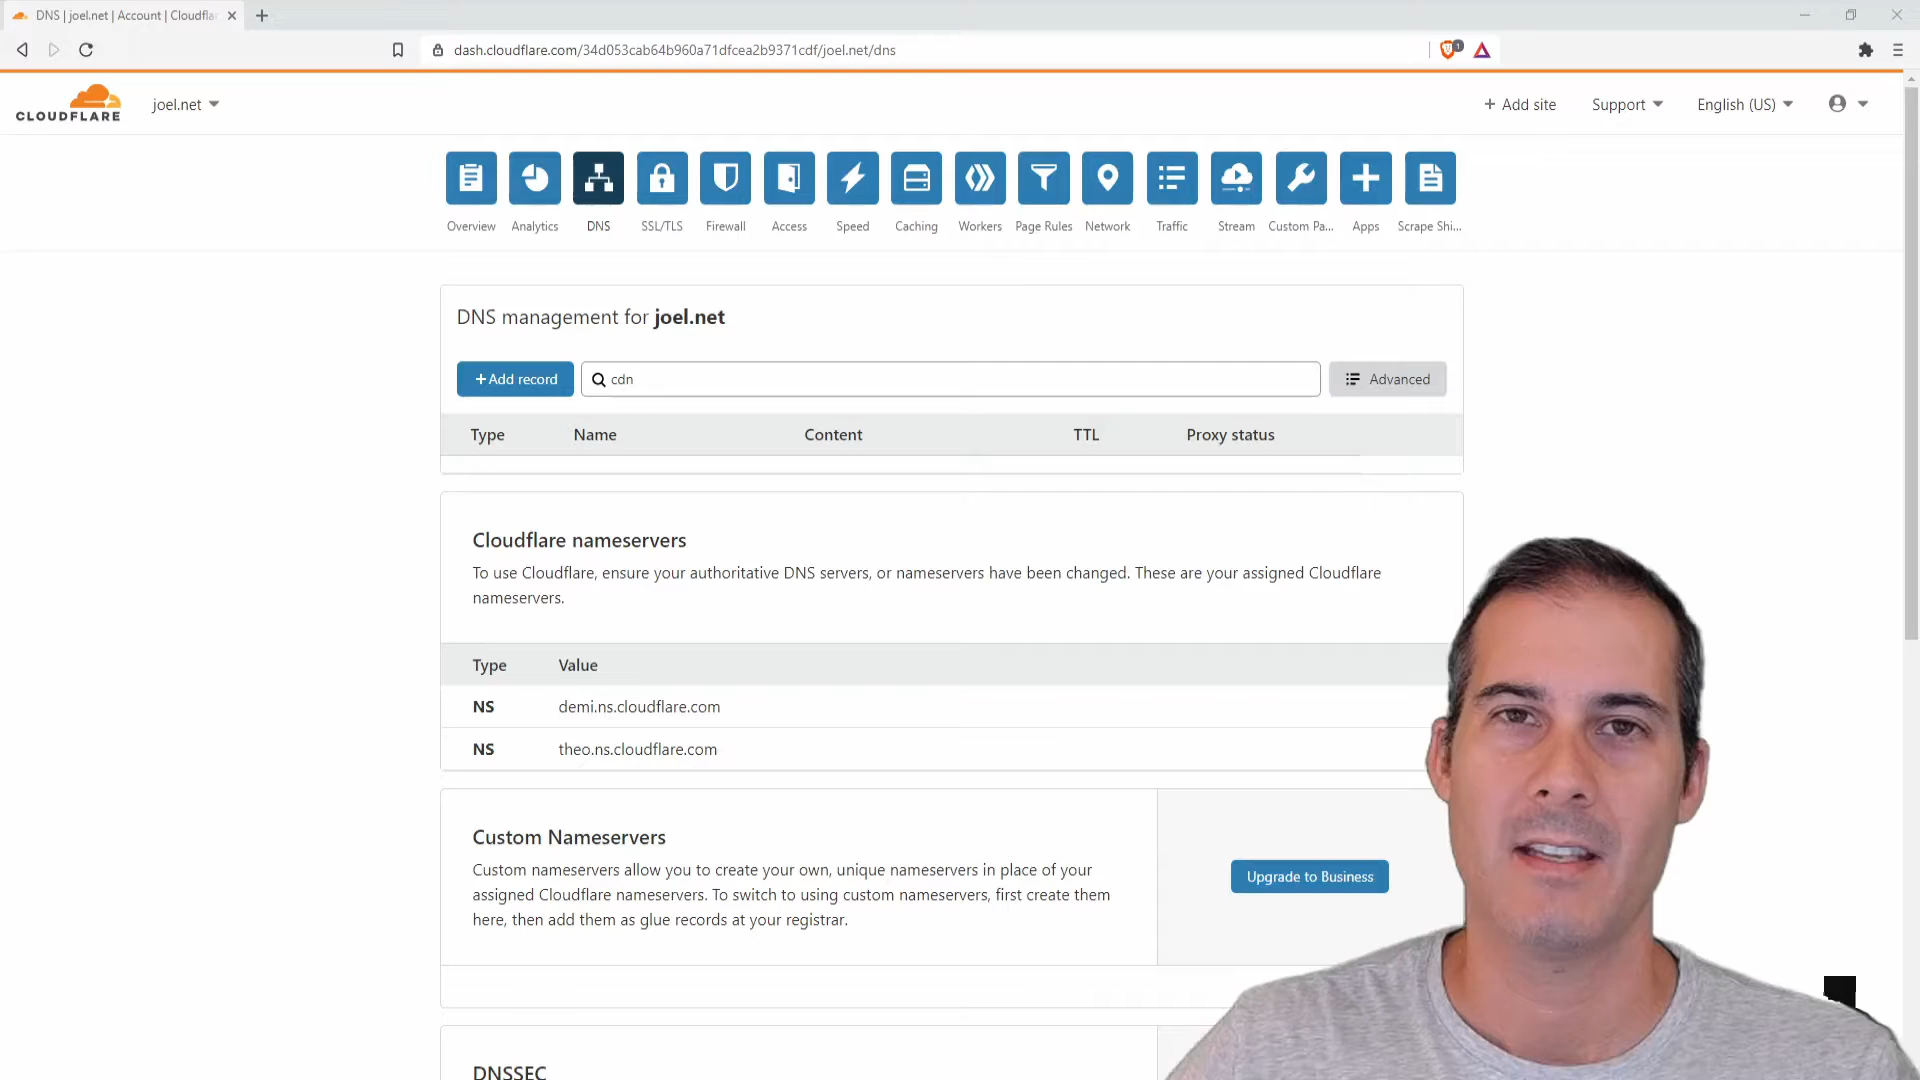 DNS | joel.net | Account | Cloudfla
dash.cloudflare.com/34d053cab64b960a71dfcea2b9371cdf/joel.net/dns
1
CLOUDFLARE
joel.net
+ Add site
Support
English (US)
Overview
Analytics
DNS
SSL/TLS
Firewall
Access
Speed
Caching
Workers
Page Rules
Network
Traffic
Stream
Custom Pa...
Apps
Scrape Shi...
DNS management for joel.net
+Add record
cdn
Advanced
Type Name Content TTL Proxy status
Cloudflare nameservers
To use Cloudflare, ensure your authoritative DNS servers, or nameservers have been changed. These are your assigned Cloudflare
nameservers.
Type Value
NS demi.ns.cloudflare.com
NS theo.ns.cloudflare.com
Custom Nameservers
Custom nameservers allow you to create your own, unique nameservers in place of your
assigned Cloudflare nameservers. To switch to using custom nameservers, first create them
here, then add them as glue records at your registrar.
Upgrade to Business
DNSSEC